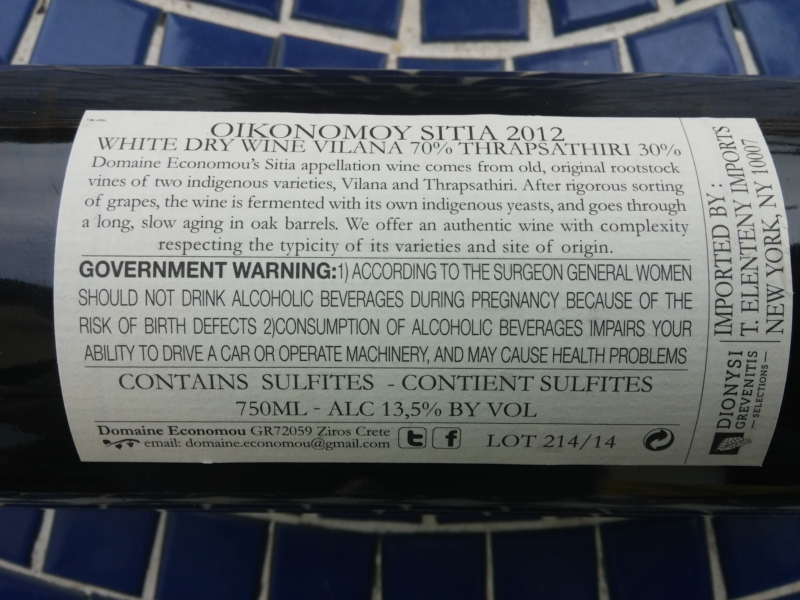 OIKONOMOY SITIA 2012
WHITE DRY WINE VILANA 70% THRAPSATHIRI 30%
Domaine Economou's Sitia appellation wine comes from old, original rootstock
vines of two indigenous varieties, Vilana and Thrapsathiri. After rigorous sorting
of grapes, the wine is fermented with its own indigenous yeasts, and goes through
a long, slow aging in oak barrels. We offer an authentic wine with complexity
respecting the typicity of its varieties and site of origin.
GOVERNMENT WARNING:1) ACCORDING TO THE SURGEON GENERAL WOMEN
SHOULD NOT DRINK ALCOHOLIC BEVERAGES DURING PREGNANCY BECAUSE OF THE
RISK OF BIRTH DEFECTS 2)CONSUMPTION OF ALCOHOLIC BEVERAGES IMPAIRS YOUR
ABILITY TO DRIVE A CAR OR OPERATE MACHINERY, AND MAY CAUSE HEALTH PROBLEMS
CONTAINS SULFITES - CONTIENT SULFITES
750ML - ALC 13,5% BY VOL
Domaine Economou GR72059 Ziros Crete
email: domaine.economou@gmail.com
t f
LOT 214/14
IMPORTED BY :
T. ELENTENY IMPORTS
NEW YORK, NY 10007
DIONYSI
GREVENITIS
— SELECTIONS —